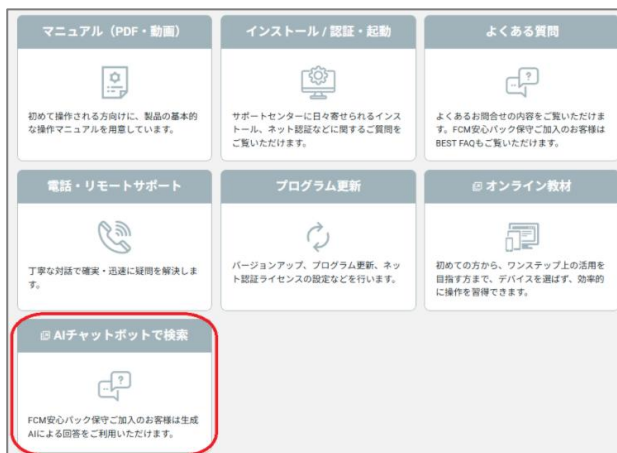 マニュアル（PDF・動画）
初めて操作される方向けに、製品の基本的
な操作マニュアルを用意しています。
インストール / 認証・起動
サポートセンターに日々寄せられるインス
トール、ネット認証などに関するご質問を
ご覧いただけます。
よくある質問
よくあるお問合せの内容をご覧いただけま
す。FCM安心パック保守ご加入のお客様は
BEST FAQもご覧いただけます。
電話・リモートサポート
丁寧な対話で確実・迅速に疑問を解決しま
す。
プログラム更新
バージョンアップ、プログラム更新、ネッ
ト認証ライセンスの設定などを行います。
オンライン教材
初めての方から、ワンステップ上の活用を
目指す方まで、デバイスを選ばず、効率的
に操作を習得できます。
AIチャットボットで検索
FCM安心パック保守ご加入のお客様は生成
AIによる回答をご利用いただけます。